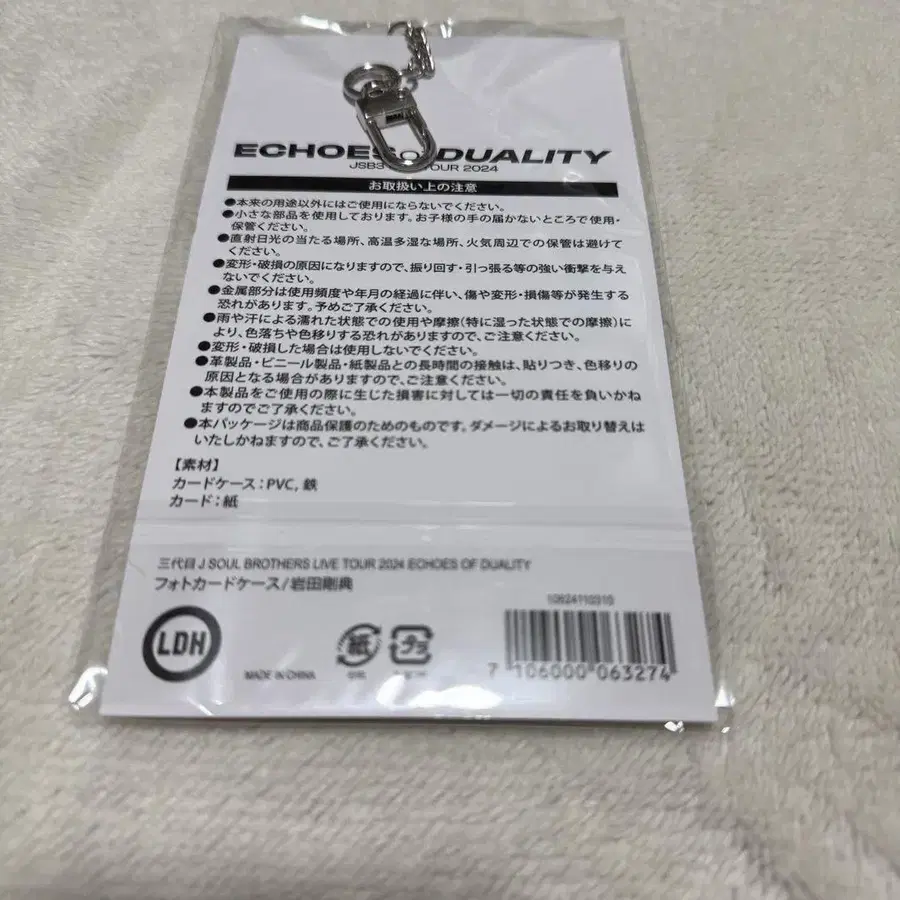 ECHOES OF DUALITY
JSB3 TOUR 2024
お取扱い上の注意
●本来の用途以外にはご使用にならないでください。
●小さな部品を使用しております。お子様の手の届かないところで使用・
保管ください。
●直射日光の当たる場所、高温多湿な場所、火気周辺での保管は避けて
ください。
●変形・破損の原因になりますので、振り回す・引っ張る等の強い衝撃を与え
ないでください。
●金属部分は使用頻度や年月の経過に伴い、傷や変形・損傷等が発生する
恐れがあります。予めご了承ください。
●雨や汗による濡れた状態での使用や摩擦(特に湿った状態での摩擦)に
より、色落ちや色移りする恐れがありますので、ご注意ください。
●変形・破損した場合は使用しないでください。
●革製品・ビニール製品・紙製品との長時間の接触は、貼りつき、色移りの
原因となる場合がありますので、ご注意ください。
●本製品をご使用の際に生じた損害に対しては一切の責任を負いかね
ますのでご了承ください。
●本パッケージは商品保護のためのものです。ダメージによるお取り替えは
いたしかねますので、ご了承ください。
【素材】
カードケース：PVC, 鉄
カード：紙
三代目 J SOUL BROTHERS LIVE TOUR 2024 ECHOES OF DUALITY
フォトカードケース/岩田剛典
10624110310
LDH
紙
プラ
MADE IN CHINA
7 106000 063274